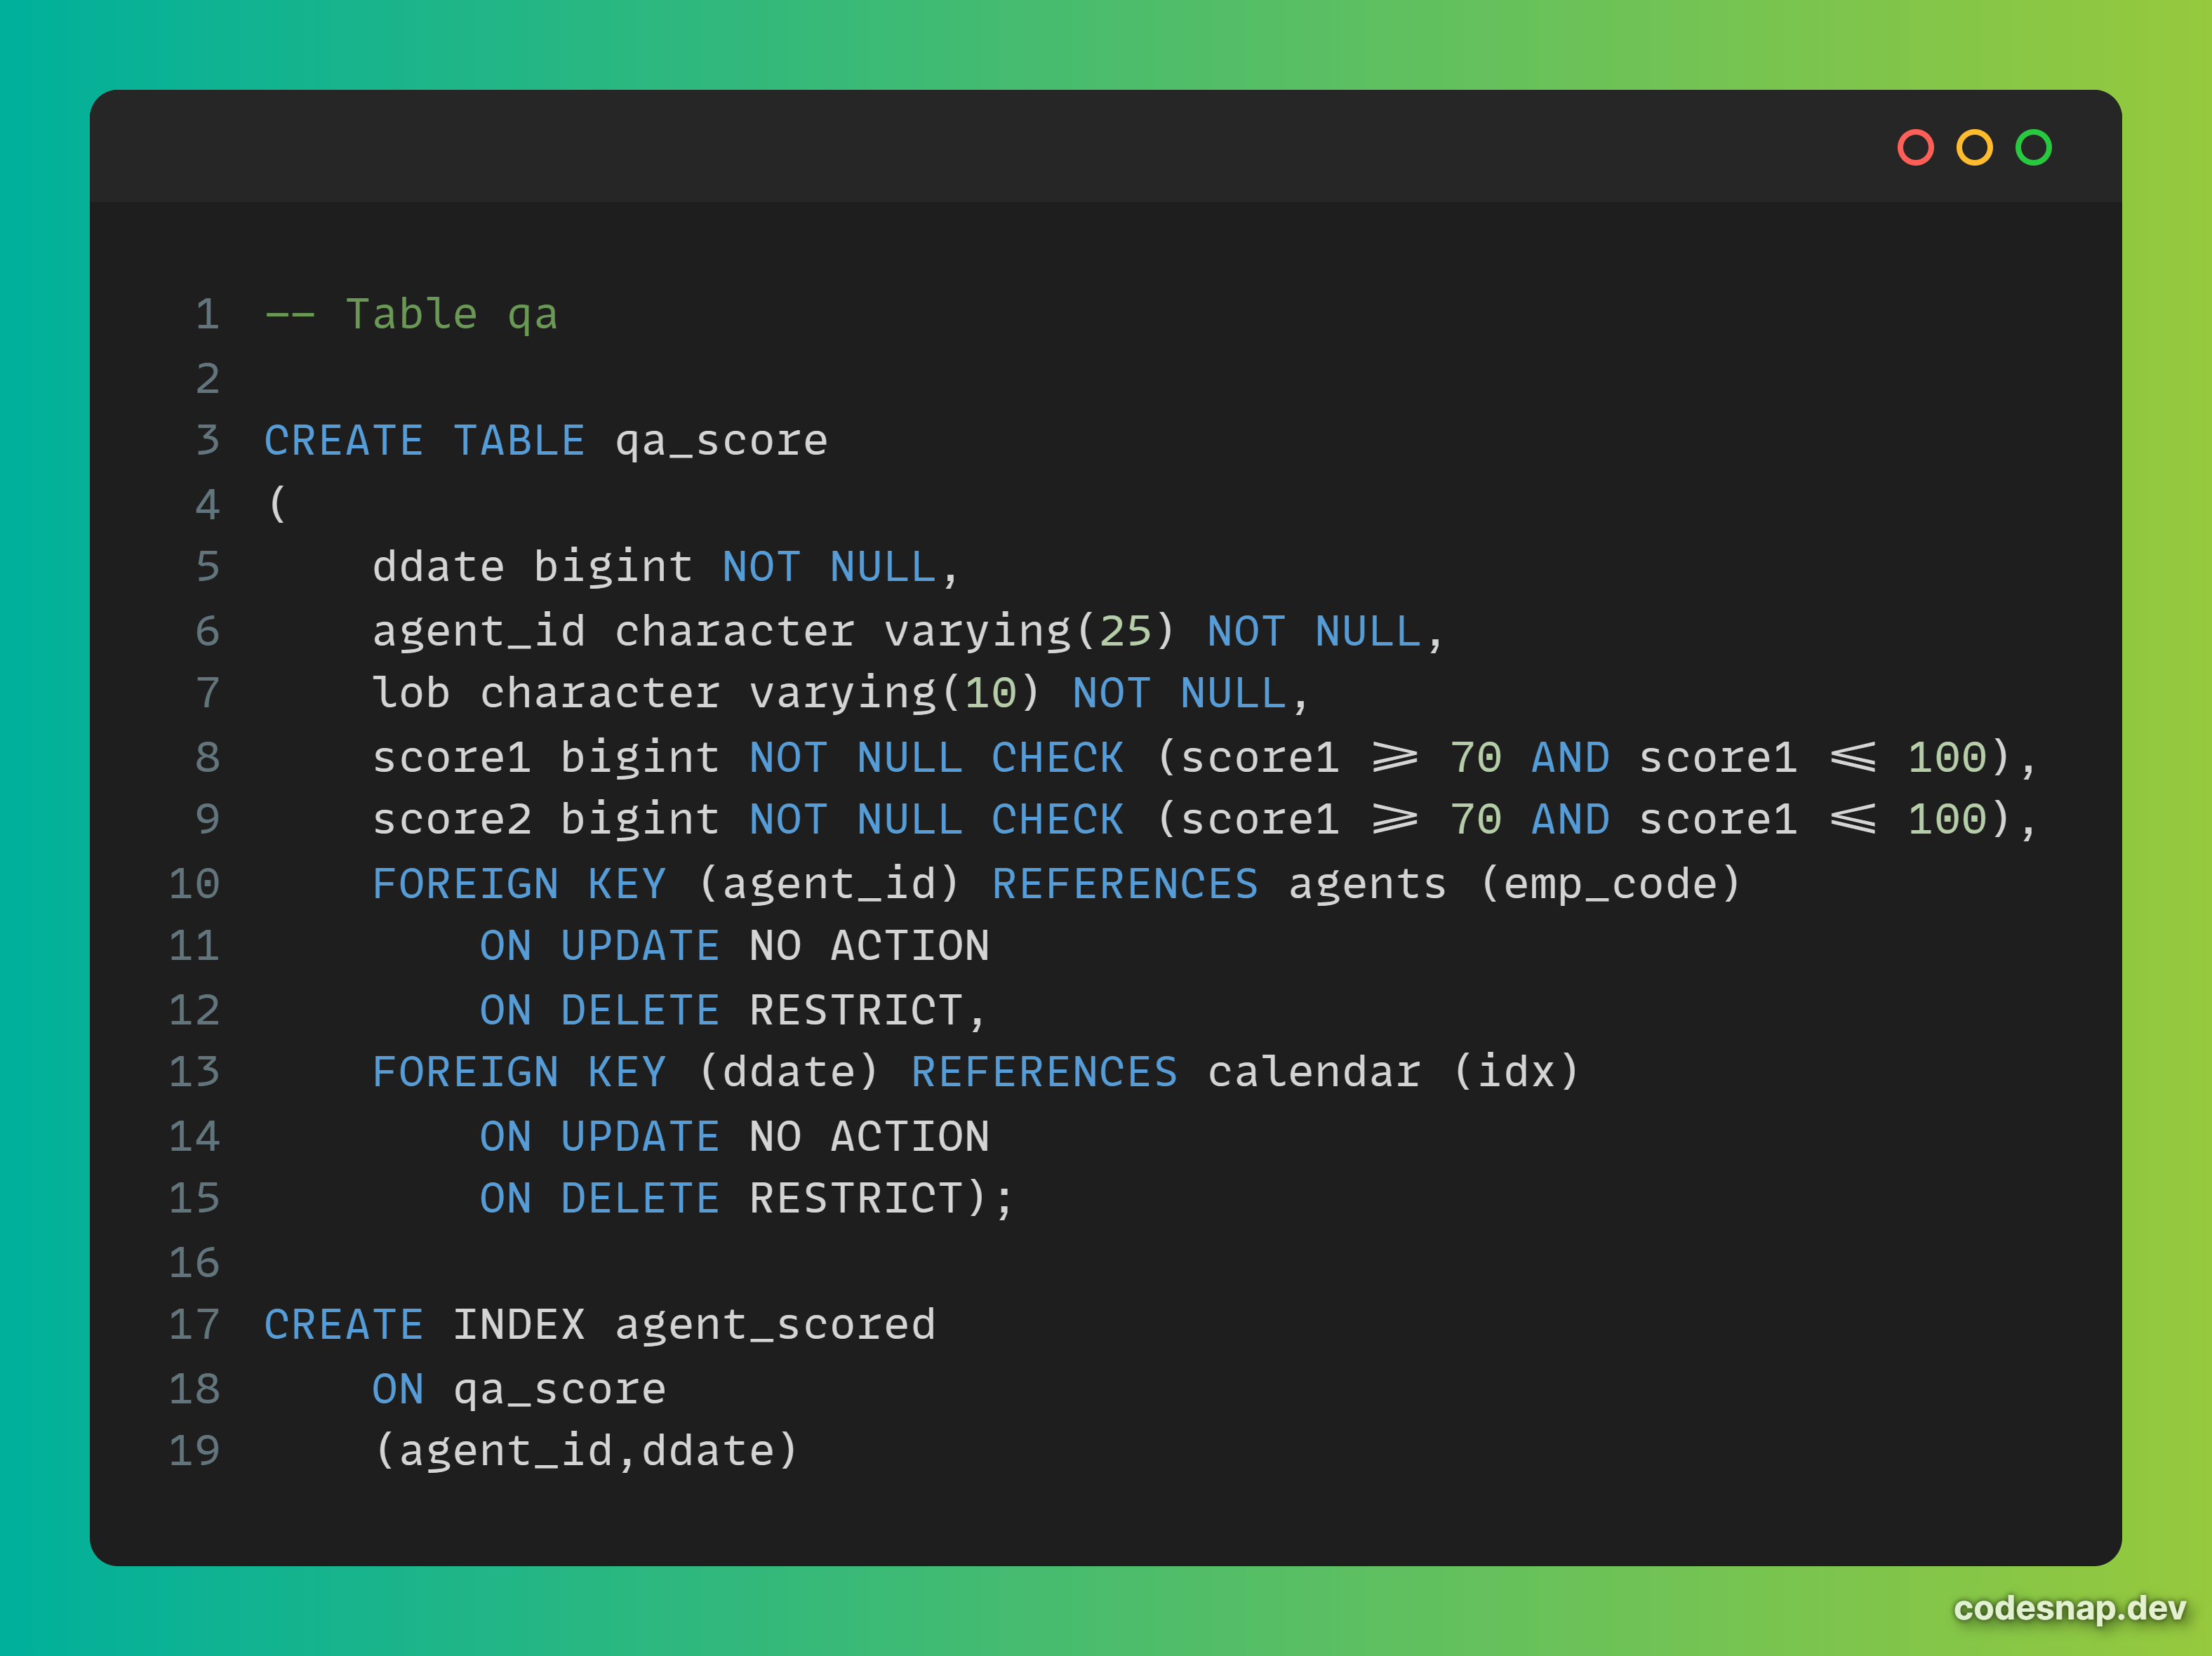 1 -- Table qa
2
3 CREATE TABLE qa_score
4 (
5     ddate bigint NOT NULL,
6     agent_id character varying(25) NOT NULL,
7     lob character varying(10) NOT NULL,
8     score1 bigint NOT NULL CHECK (score1 >= 70 AND score1 <= 100),
9     score2 bigint NOT NULL CHECK (score1 >= 70 AND score1 <= 100),
10     FOREIGN KEY (agent_id) REFERENCES agents (emp_code)
11         ON UPDATE NO ACTION
12         ON DELETE RESTRICT,
13     FOREIGN KEY (ddate) REFERENCES calendar (idx)
14         ON UPDATE NO ACTION
15         ON DELETE RESTRICT);
16
17 CREATE INDEX agent_scored
18     ON qa_score
19     (agent_id,ddate)
codesnap.dev